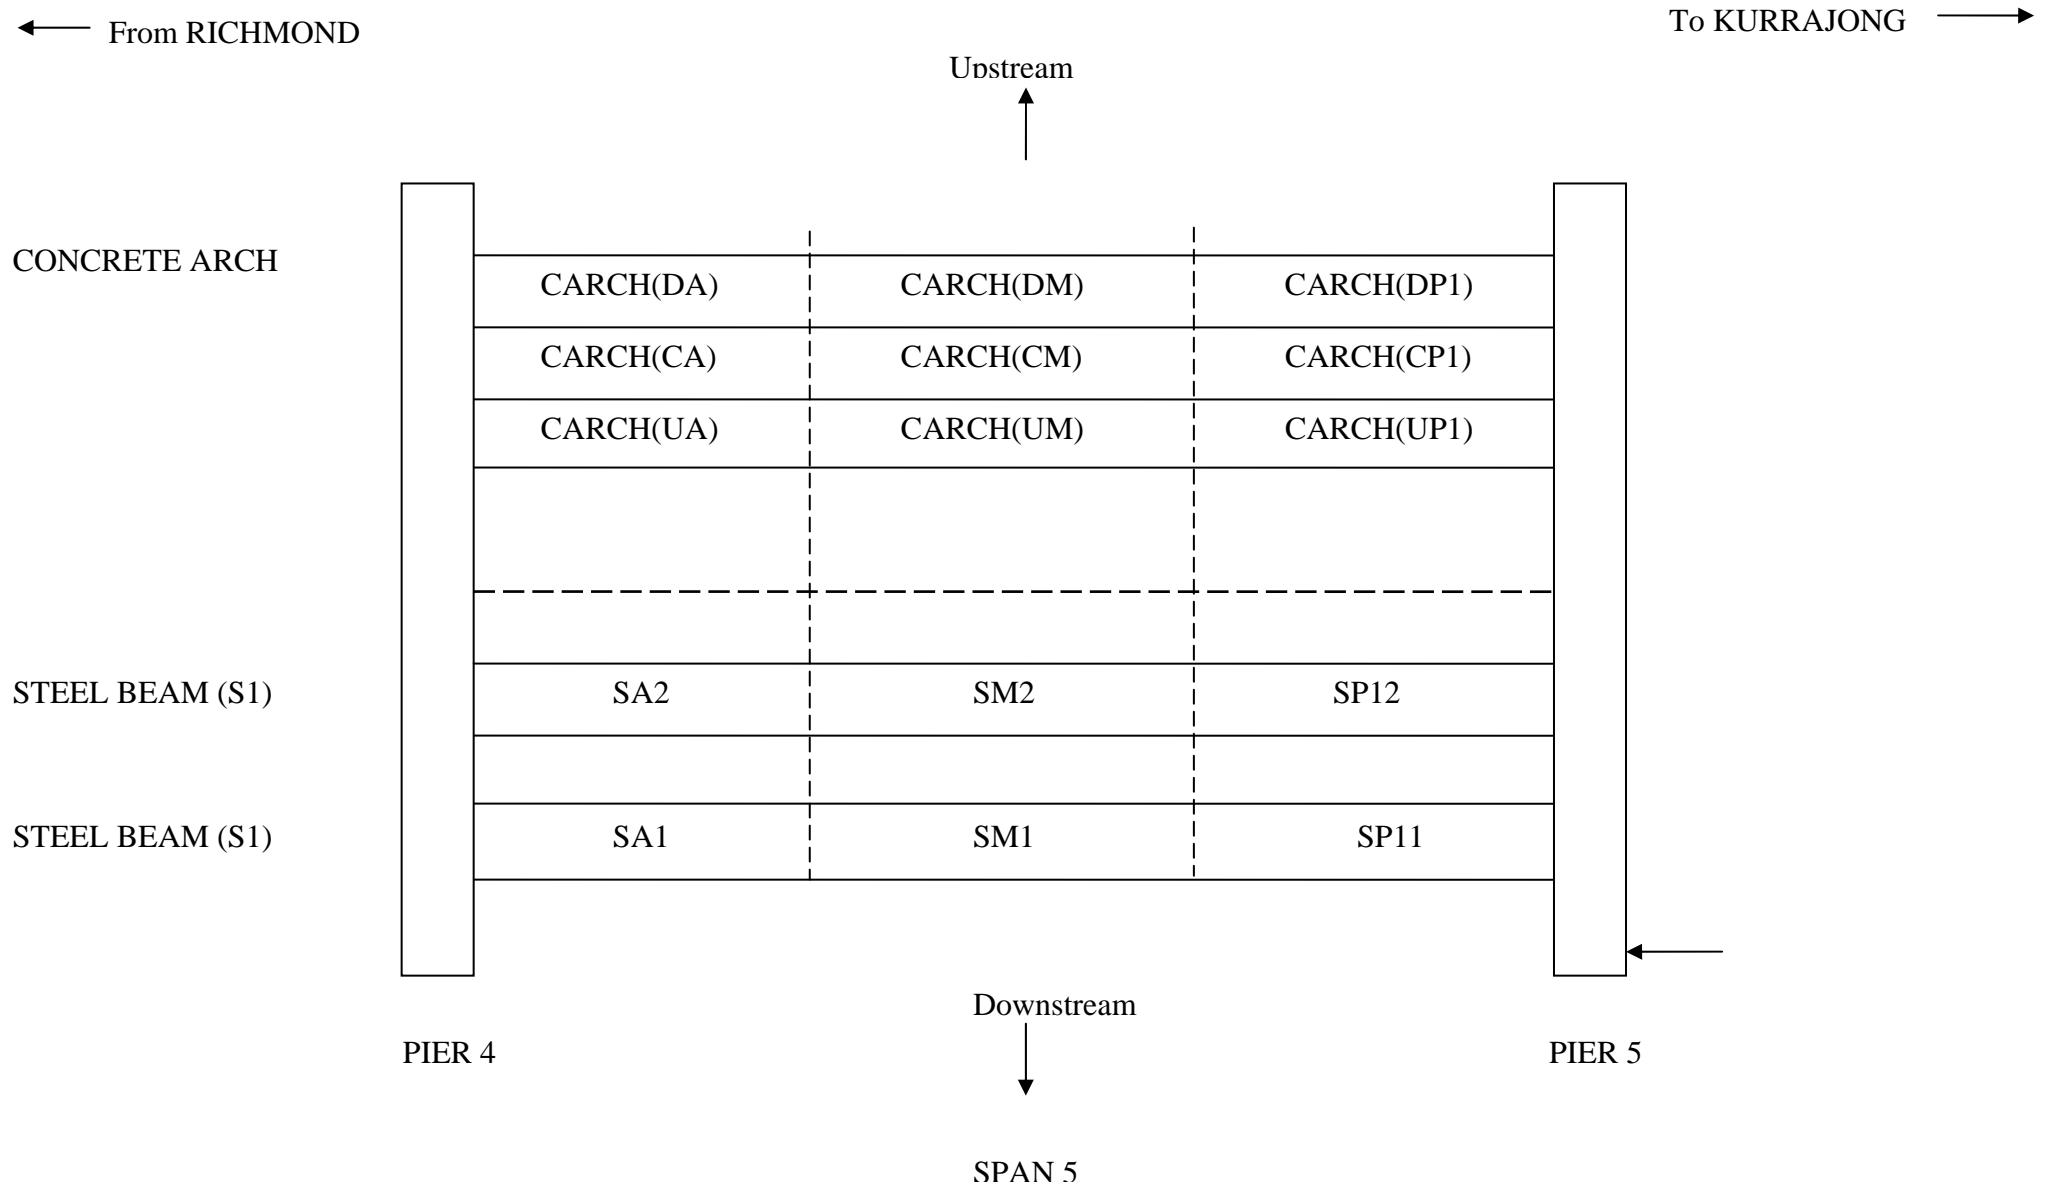 From RICHMOND
To KURRAJONG
Upstream
CONCRETE ARCH
CARCH(DA) CARCH(DM) CARCH(DP1)
CARCH(CA) CARCH(CM) CARCH(CP1)
CARCH(UA) CARCH(UM) CARCH(UP1)
STEEL BEAM (S1) SA2 SM2 SP12
STEEL BEAM (S1) SA1 SM1 SP11
Downstream
PIER 4 PIER 5
SPAN 5